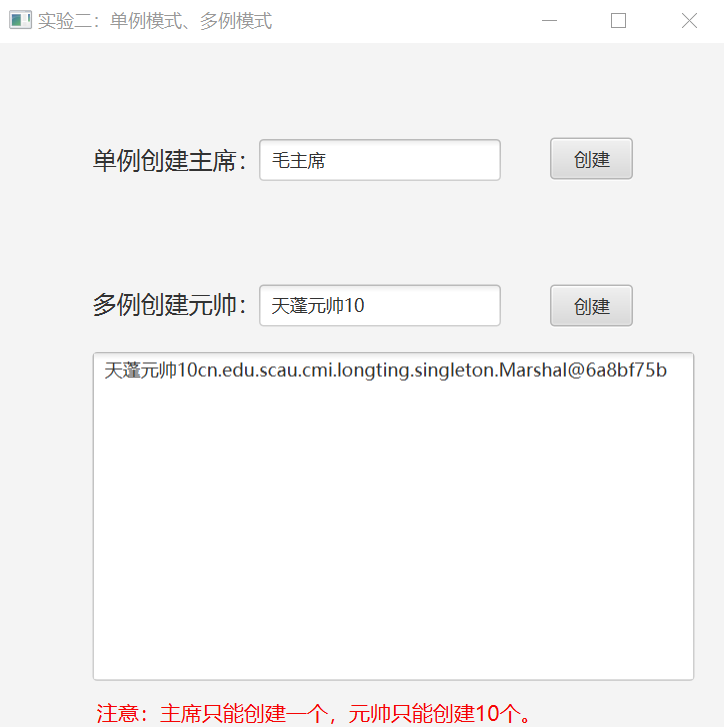 实验二：单例模式、多例模式
单例创建主席： 毛主席 创建
多例创建元帅： 天蓬元帅10 创建
天蓬元帅10cn.edu.scau.cmi.longting.singleton.Marshal@6a8bf75b
注意：主席只能创建一个，元帅只能创建10个。